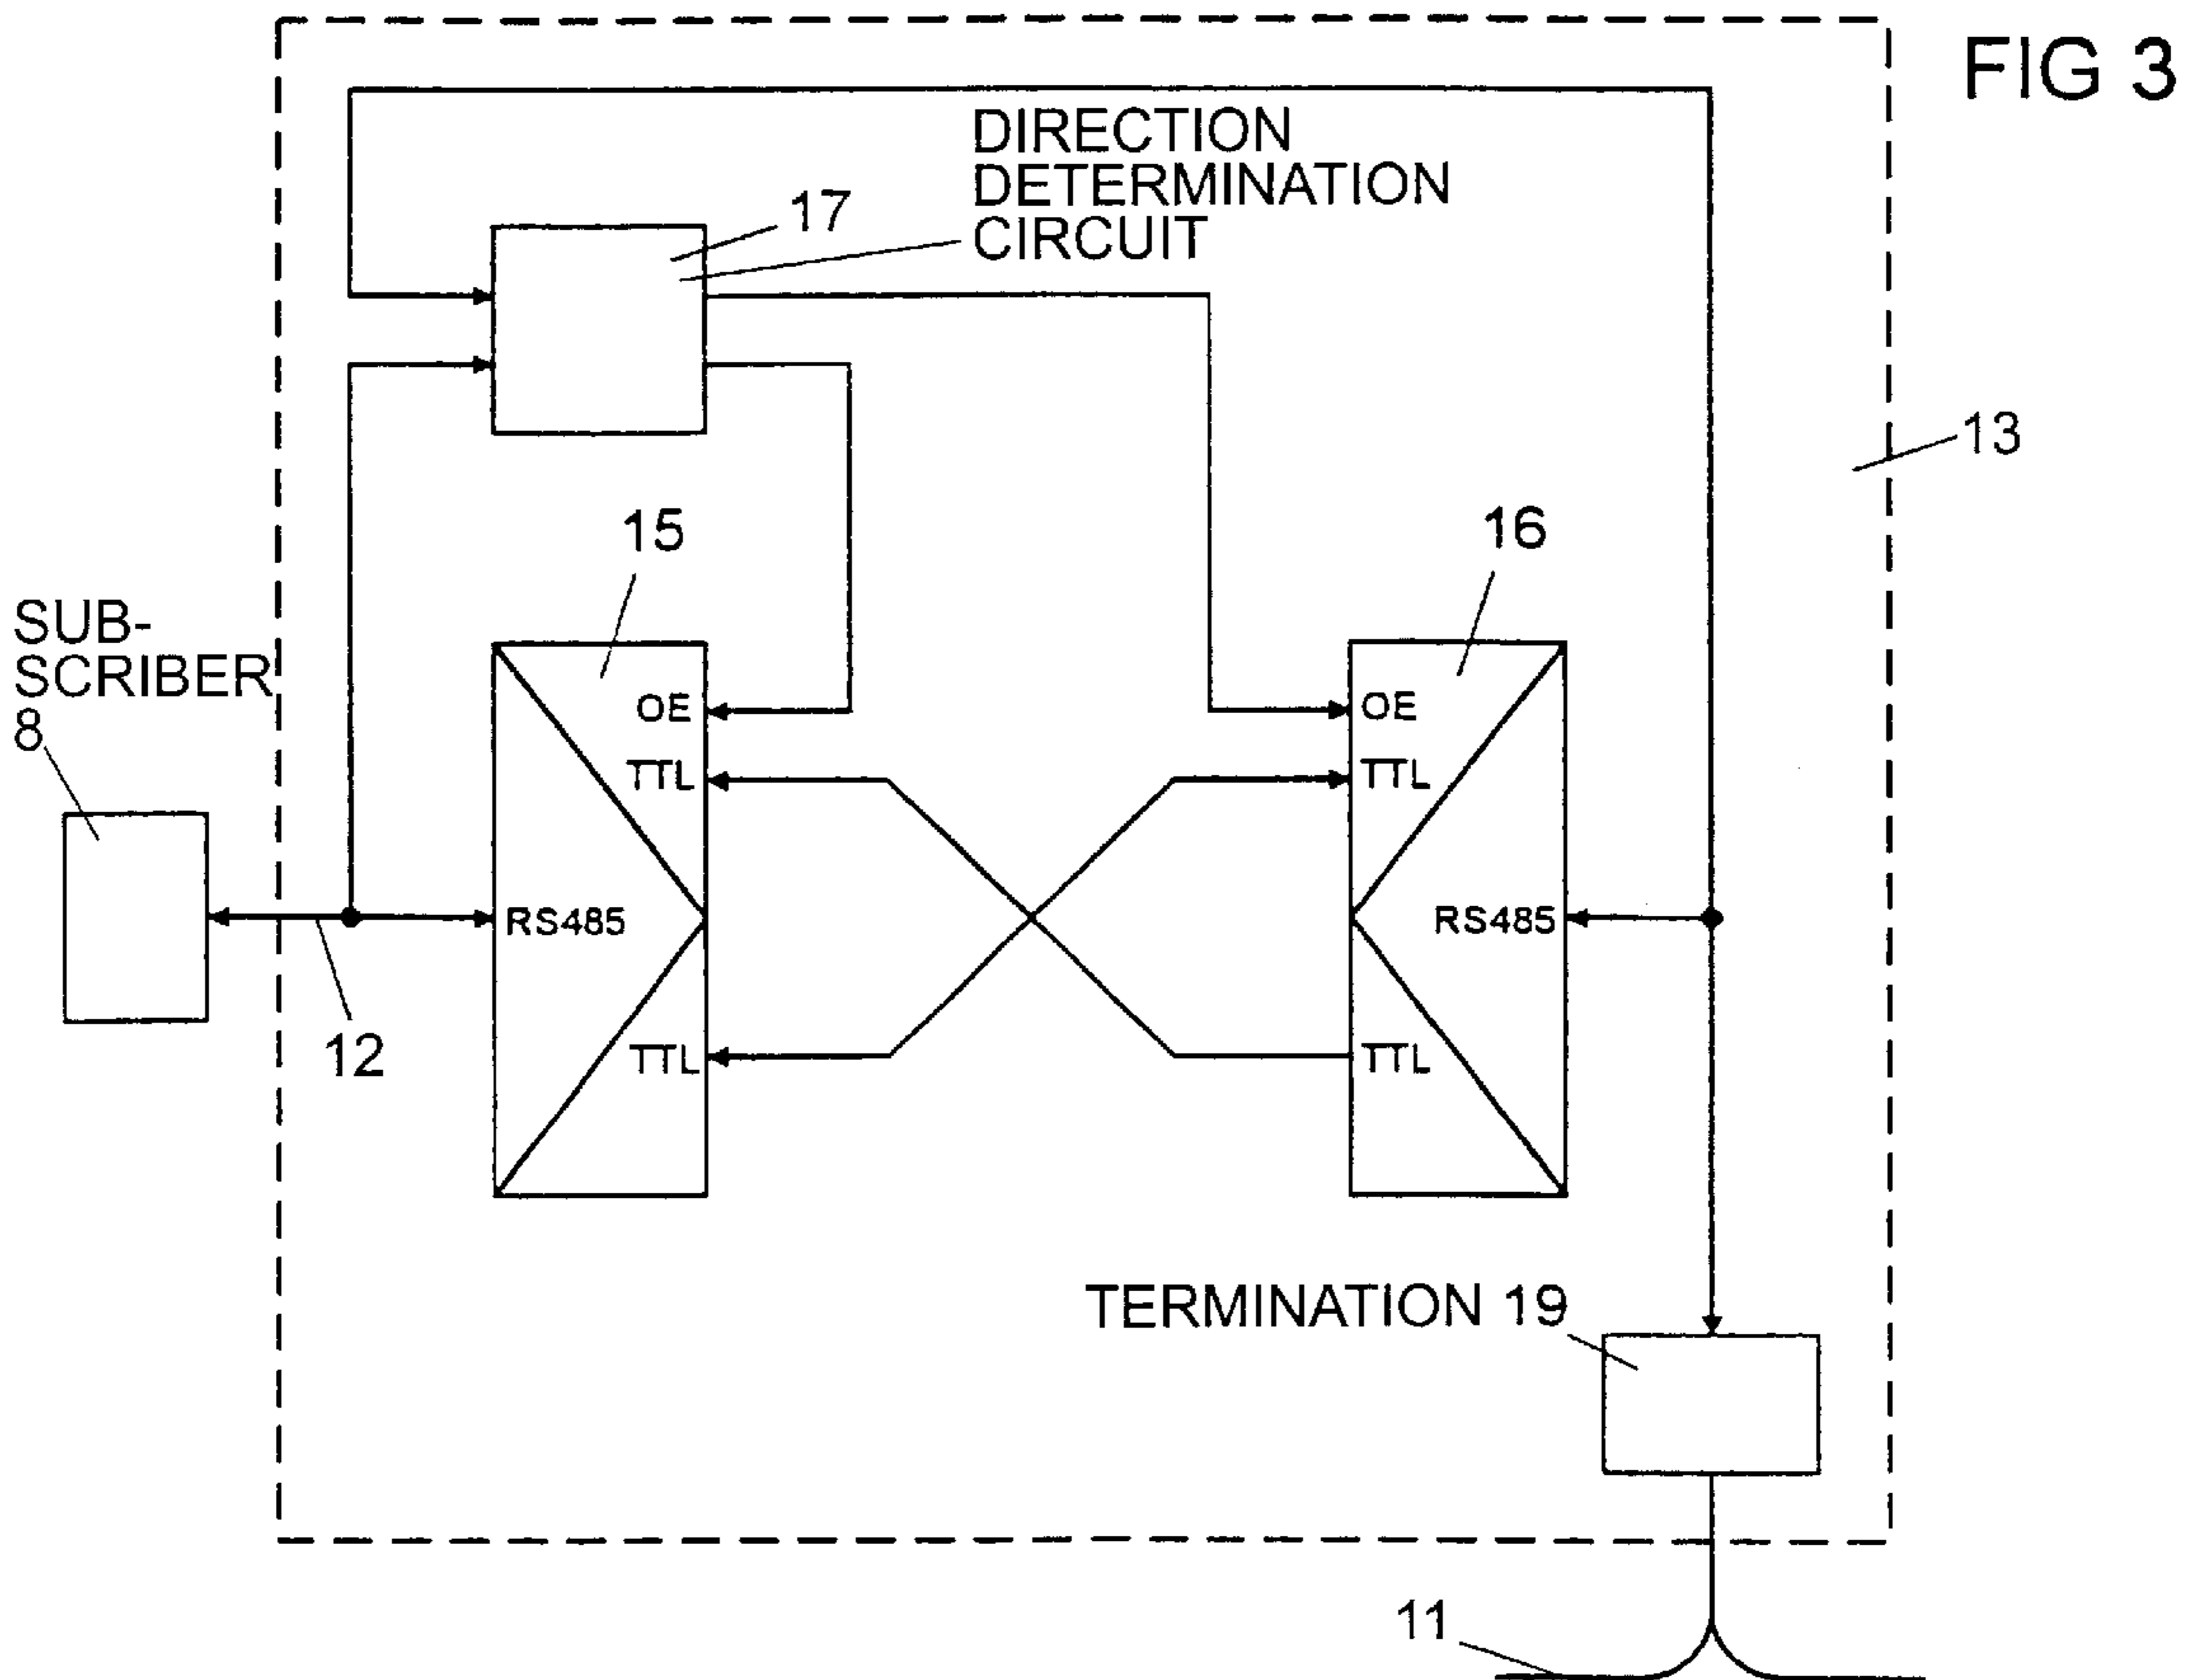 FIG 3
DIRECTION
DETERMINATION
CIRCUIT
17
13
15
16
SUB-
SCRIBER
8
OE
OE
TTL
TTL
RS485
RS485
12
TTL
TTL
TERMINATION 19
11